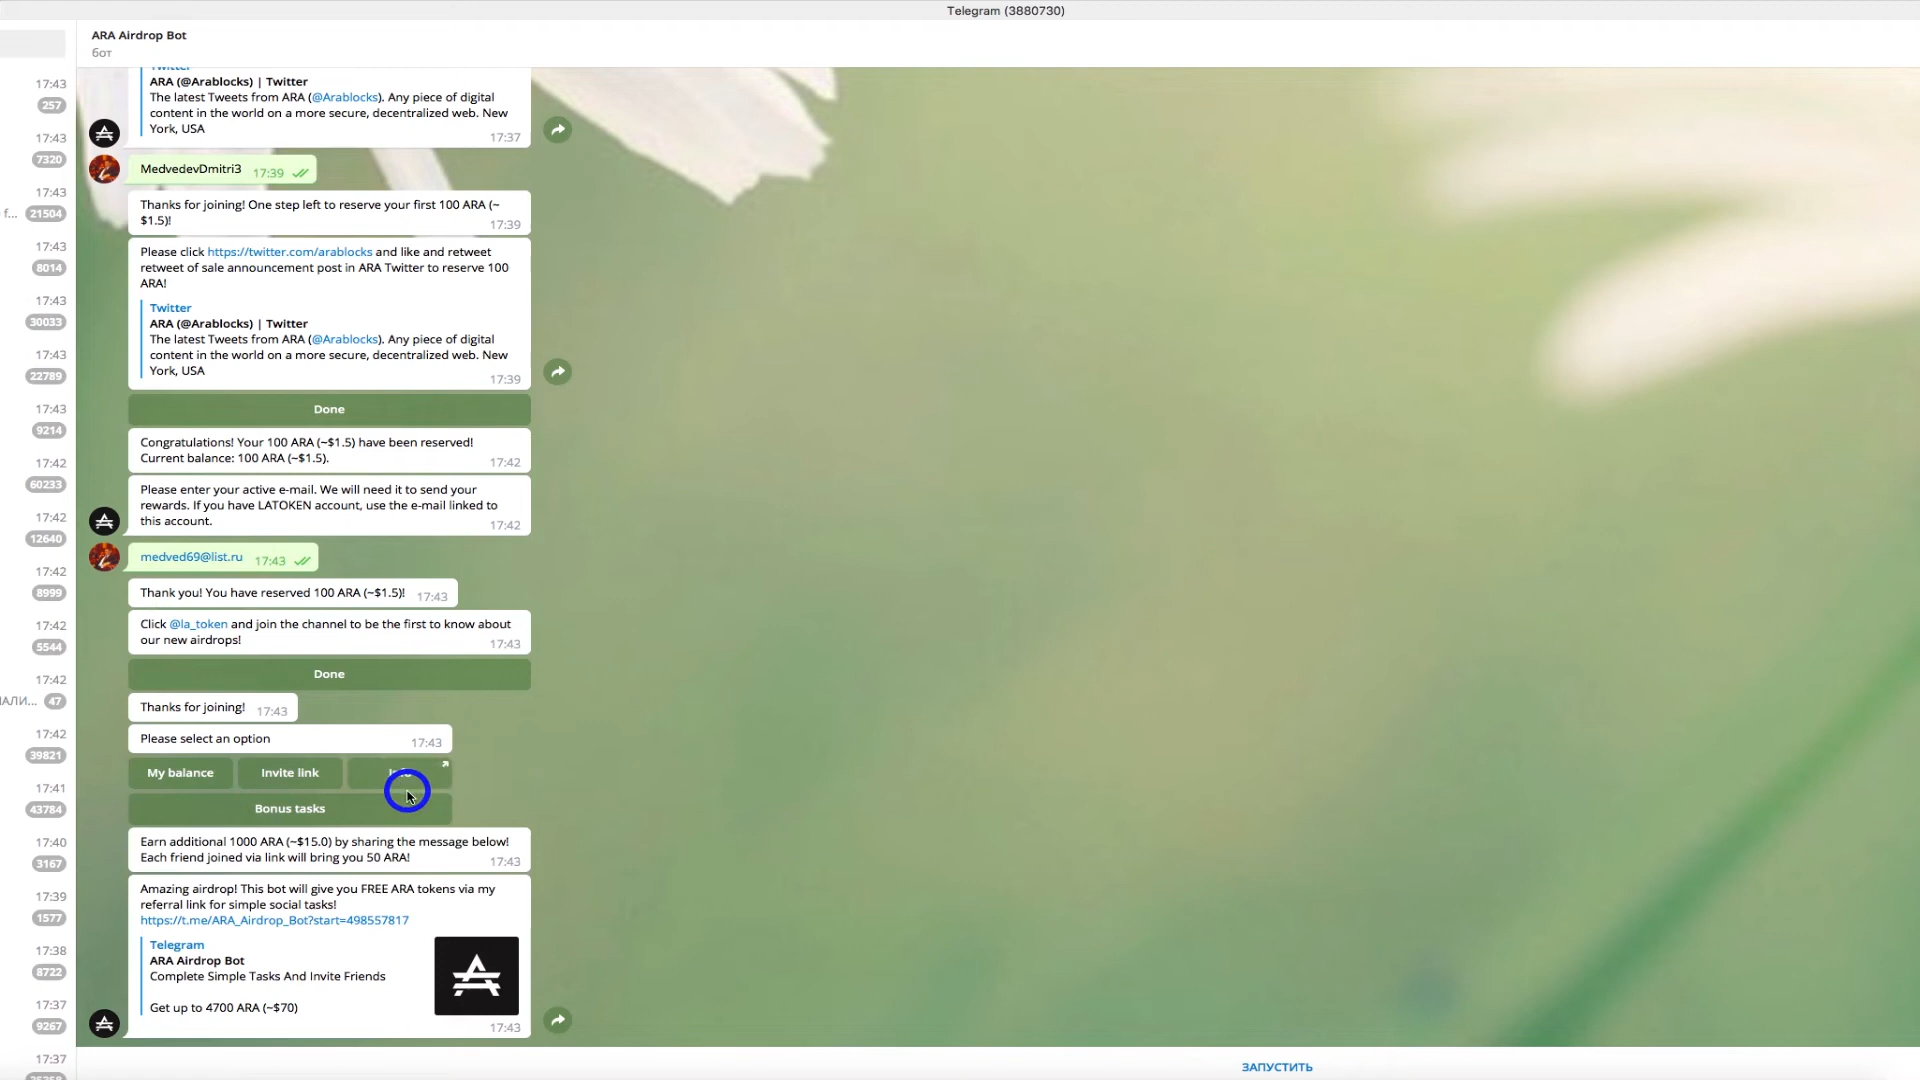 Telegram (3880730)
ARA Airdrop Bot
бот
17:43
257
17:43
7320
17:43
f... 21504
17:43
8014
17:43
30033
17:43
22789
17:43
9214
17:42
60233
17:42
12640
17:42
8999
17:42
5544
17:42
ІАЛИ... 47
17:42
39821
17:41
43784
17:40
3167
17:39
1577
17:38
8722
17:37
9267
17:37
Twitter
ARA (@Arablocks) | Twitter
The latest Tweets from ARA (@Arablocks). Any piece of digital
content in the world on a more secure, decentralized web. New
York, USA
17:37
MedvedevDmitri3 17:39
Thanks for joining! One step left to reserve your first 100 ARA (~
$1.5)!
17:39
Please click https://twitter.com/arablocks and like and retweet
retweet of sale announcement post in ARA Twitter to reserve 100
ARA!
Twitter
ARA (@Arablocks) | Twitter
The latest Tweets from ARA (@Arablocks). Any piece of digital
content in the world on a more secure, decentralized web. New
York, USA
17:39
Done
Congratulations! Your 100 ARA (~$1.5) have been reserved!
Current balance: 100 ARA (~$1.5).
17:42
Please enter your active e-mail. We will need it to send your
rewards. If you have LATOKEN account, use the e-mail linked to
this account.
17:42
medved69@list.ru 17:43
Thank you! You have reserved 100 ARA (~$1.5)! 17:43
Click @la_token and join the channel to be the first to know about
our new airdrops!
17:43
Done
Thanks for joining! 17:43
Please select an option 17:43
My balance Invite link
Bonus tasks
Earn additional 1000 ARA (~$15.0) by sharing the message below!
Each friend joined via link will bring you 50 ARA!
17:43
Amazing airdrop! This bot will give you FREE ARA tokens via my
referral link for simple social tasks!
https://t.me/ARA_Airdrop_Bot?start=498557817
Telegram
ARA Airdrop Bot
Complete Simple Tasks And Invite Friends
Get up to 4700 ARA (~$70)
17:43
ЗАПУСТИТЬ